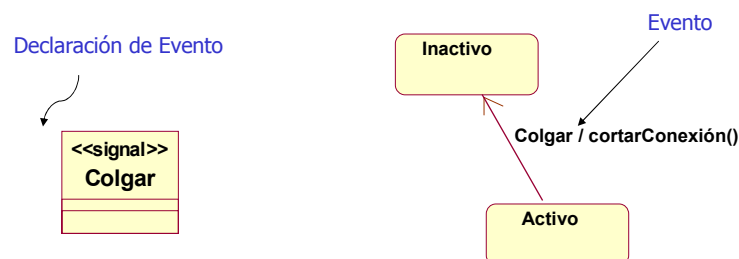 Declaración de Evento
<<signal>>
Colgar
Evento
Inactivo
Colgar / cortarConexión()
Activo